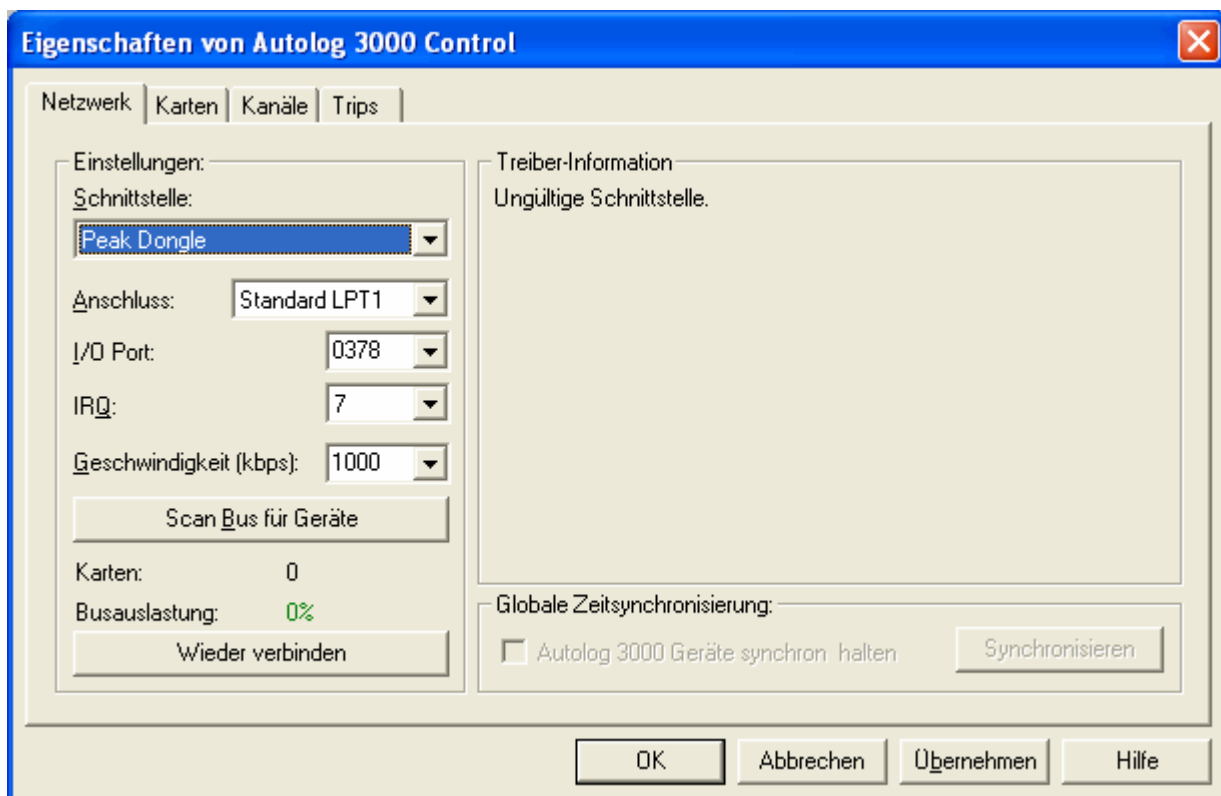 Eigenschaften von Autolog 3000 Control
Netzwerk
Karten
Kanäle
Trips
Einstellungen:
Schnittstelle:
Peak Dongle
Anschluss:
Standard LPT1
I/O Port:
0378
IRQ:
7
Geschwindigkeit (kbps):
1000
Scan Bus für Geräte
Karten:
0
Busauslastung:
0%
Wieder verbinden
Treiber-Information
Ungültige Schnittstelle.
Globale Zeitsynchronisierung:
Autolog 3000 Geräte synchron halten
Synchronisieren
OK
Abbrechen
Übernehmen
Hilfe